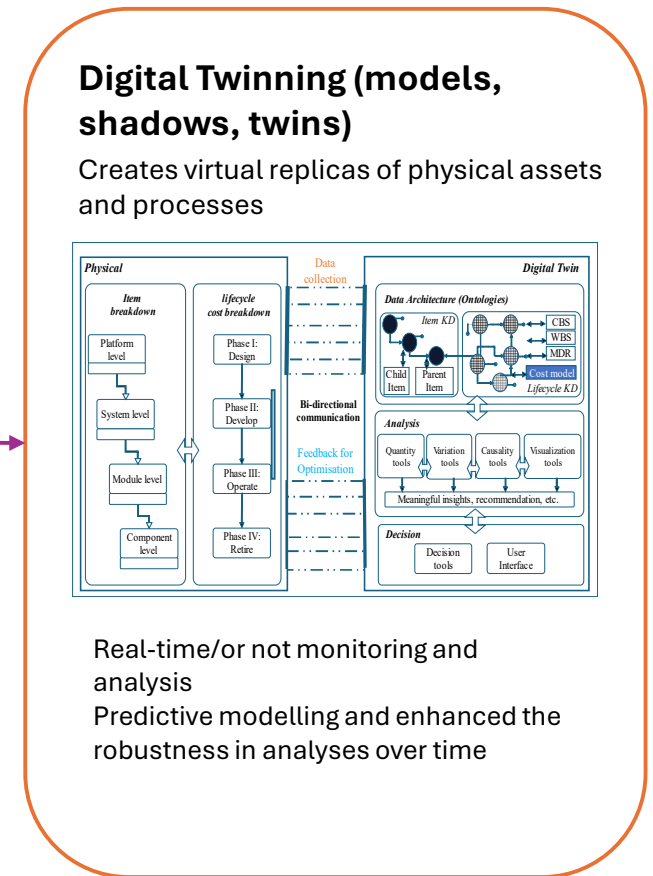 Digital Twinning (models,
shadows, twins)
Creates virtual replicas of physical assets
and processes
Physical
Item
breakdown
Platform
level
System level
Module level
Component
level
lifecycle
cost breakdown
Phase I:
Design
Phase II:
Develop
Phase III:
Operate
Phase IV:
Retire
Data
collection
Bi-directional
communication
Feedback for
Optimisation
Digital Twin
Data Architecture (Ontologies)
Item KD
Child
Item
Parent
Item
CBS
WBS
MDR
Cost model
Lifecycle KD
Analysis
Quantity
tools
Variation
tools
Causality
tools
Visualization
tools
Meaningful insights, recommendation, etc.
Decision
Decision
tools
User
Interface
Real-time/or not monitoring and
analysis
Predictive modelling and enhanced the
robustness in analyses over time